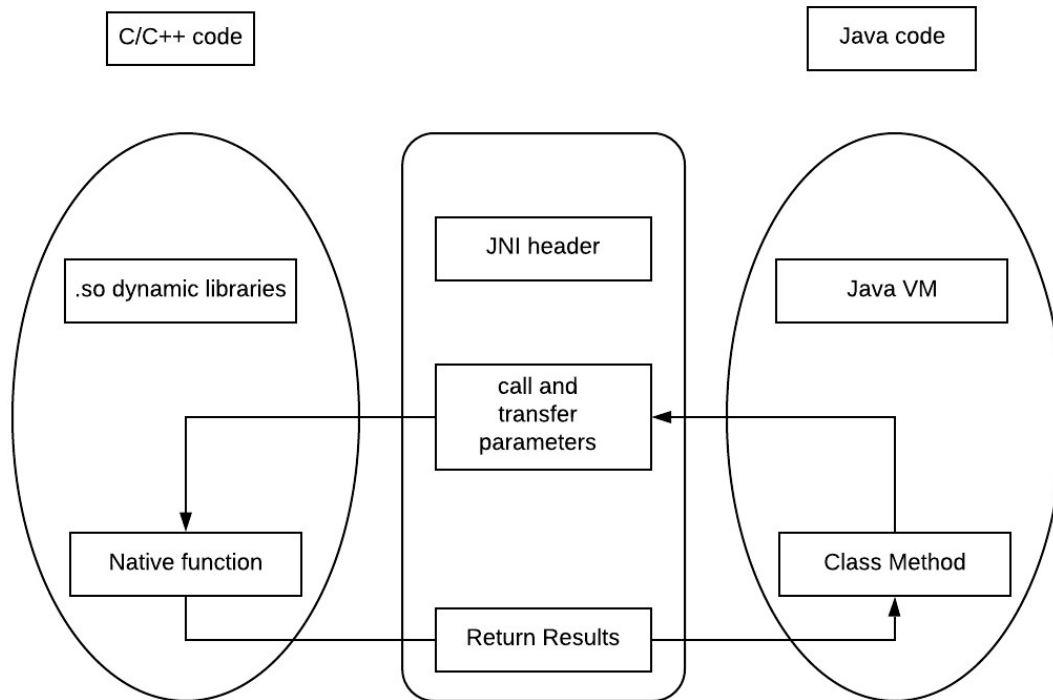 C/C++ code
Java code
JNI header
.so dynamic libraries
Java VM
call and
transfer
parameters
Native function
Class Method
Return Results